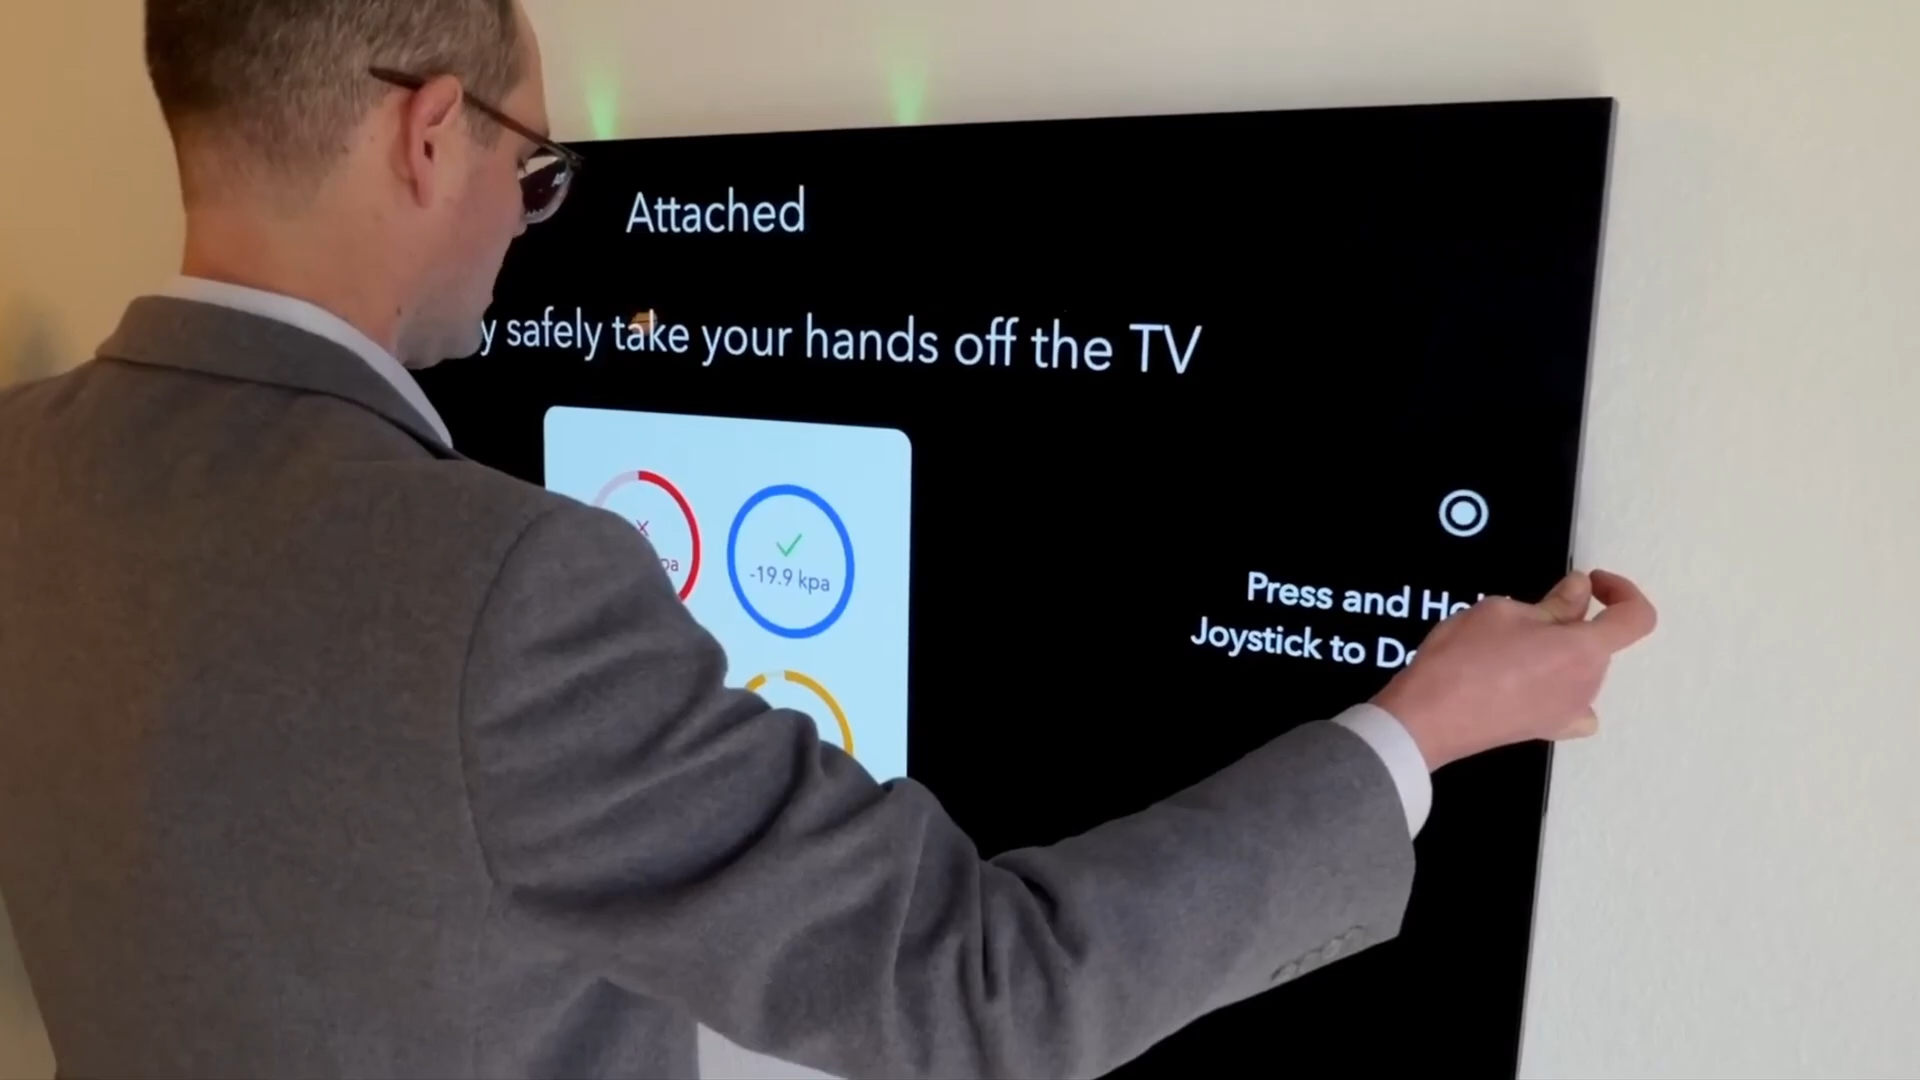 Attached
safely take your hands off the TV
-19.9 kpa
Press and
Joystick to